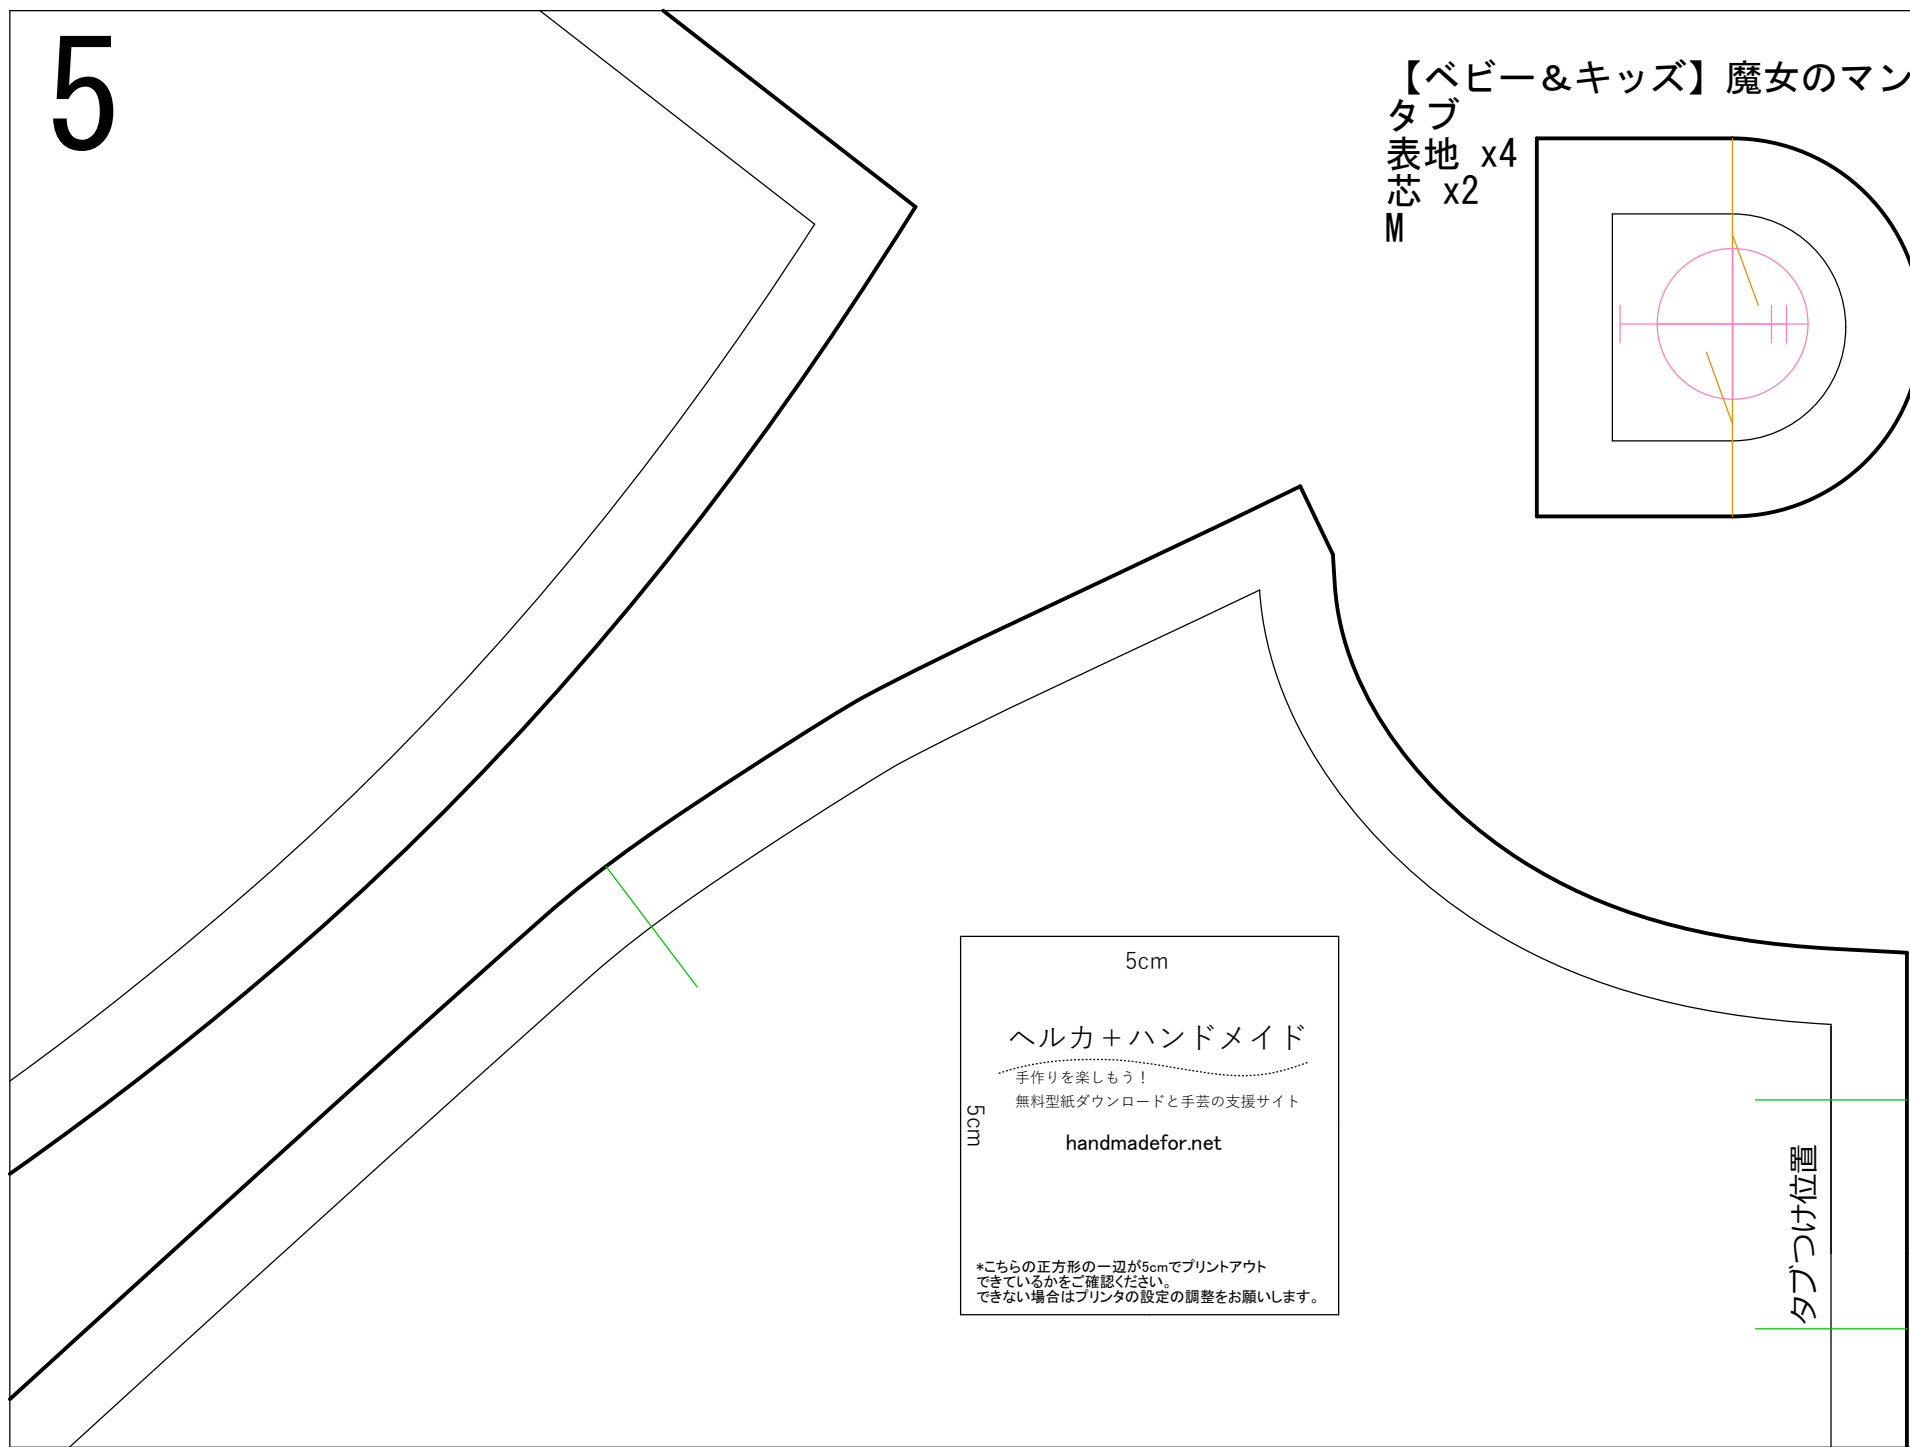 5
【ベビー&キッズ】魔女のマン
タブ
表地 x4
芯 x2
M
5cm
5cm
ヘルカ+ハンドメイド
手作りを楽しもう!
無料型紙ダウンロードと手芸の支援サイト
handmadefor.net
*こちらの正方形の一辺が5cmでプリントアウト
できているかをご確認ください。
できない場合はプリンタの設定の調整をお願いします。
タブつけ位置